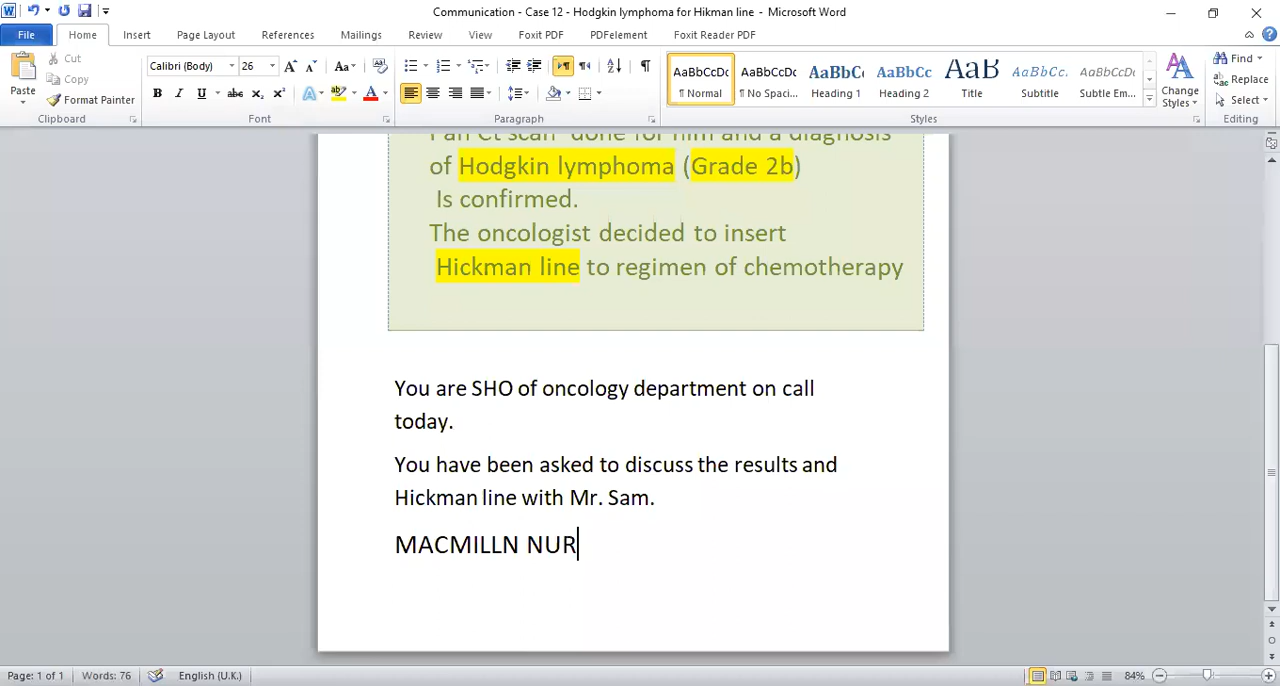 Communication - Case 12 - Hodgkin lymphoma for Hikman line - Microsoft Word
File Home Insert Page Layout References Mailings Review View Foxit PDF PDFelement Foxit Reader PDF
Paste
Cut
Copy
Format Painter
Calibri (Body) 26
AaBbCcDc AaBbCcDc AaBbCc AaBbCc AaB AaBbCc. AaBbCcDc
¶ Normal ¶ No Spaci... Heading 1 Heading 2 Title Subtitle Subtle Em...
Change Styles
Find
Replace
Select
Clipboard Font Paragraph Styles Editing
of Hodgkin lymphoma (Grade 2b)
Is confirmed.
The oncologist decided to insert
Hickman line to regimen of chemotherapy
You are SHO of oncology department on call
today.
You have been asked to discuss the results and
Hickman line with Mr. Sam.
MACMILLN NUR
Page: 1 of 1 Words: 76 English (U.K.) 84%